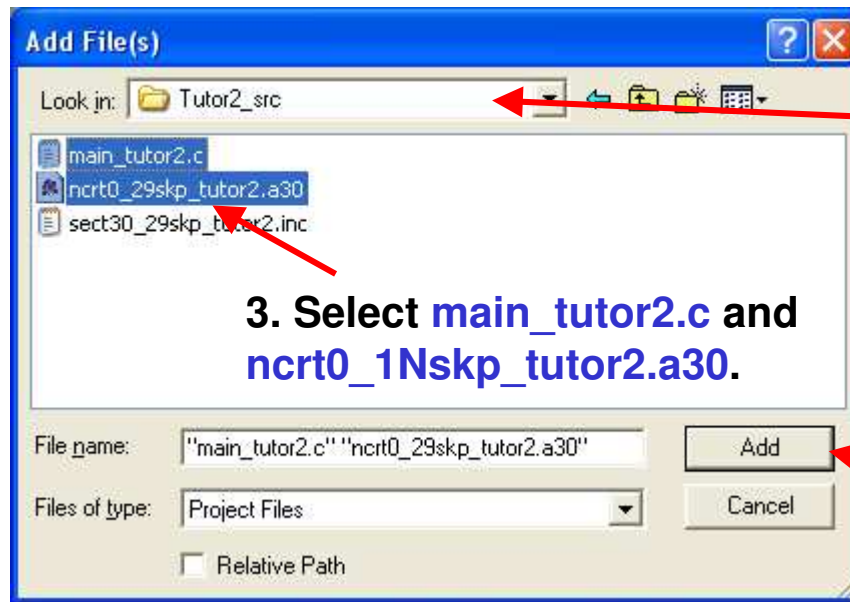 Add File(s)
Look in: Tutor2_src
main_tutor2.c
ncrt0_29skp_tutor2.a30
sect30_29skp_tutor2.inc
3. Select main_tutor2.c and
ncrt0_1Nskp_tutor2.a30.
File name: "main_tutor2.c" "ncrt0_29skp_tutor2.a30" Add
Files of type: Project Files Cancel
Relative Path